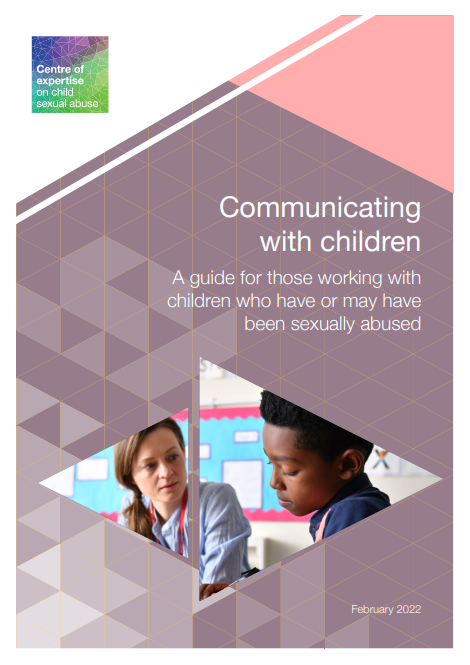 Centre of
expertise
on child
sexual abuse
Communicating
with children
A guide for those working with
children who have or may have
been sexually abused
February 2022